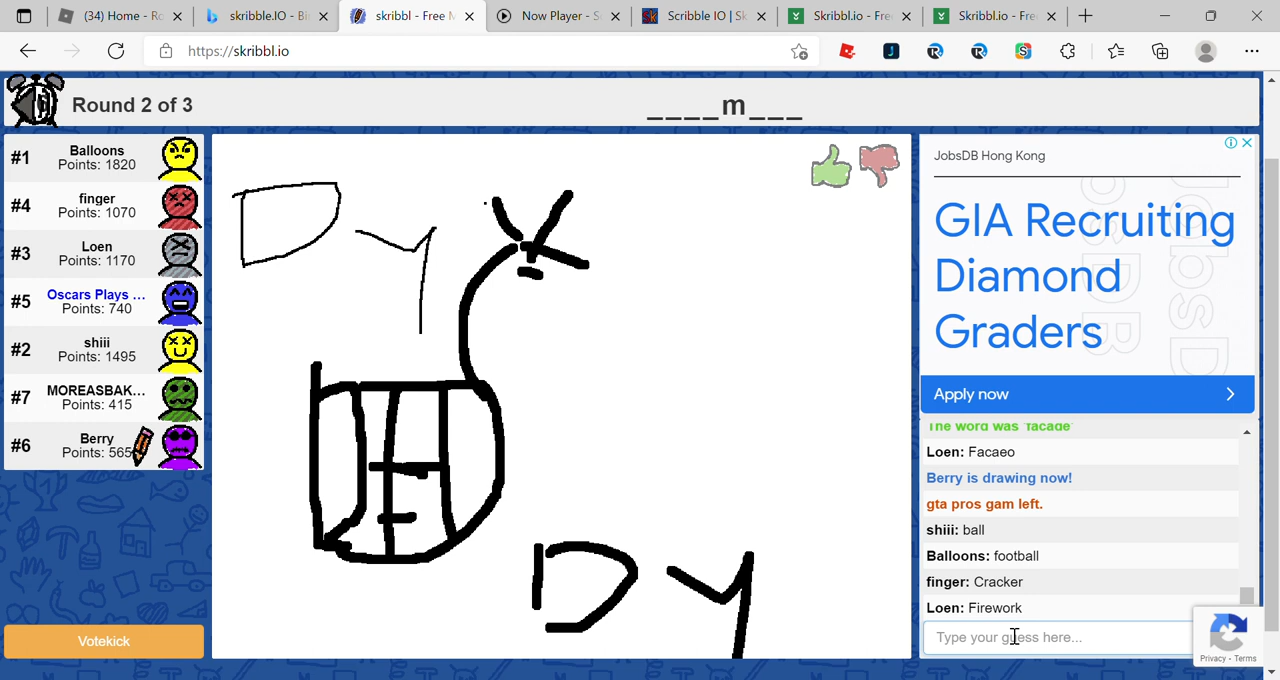 (34) Home - Ro
skribble.IO - Bin
skribbl - Free M
Now Player - S
Scribble IO | Sk
Skribbl.io - Fre
Skribbl.io - Fre
https://skribbl.io
Round 2 of 3
____m___
#1
Balloons
Points: 1820
#4
finger
Points: 1070
#3
Loen
Points: 1170
#5
Oscars Plays ...
Points: 740
#2
shiii
Points: 1495
#7
MOREASBAK...
Points: 415
#6
Berry
Points: 565
Votekick
Dy
DY
JobsDB Hong Kong
GIA Recruiting
Diamond
Graders
Apply now
The word was 'facade'
Loen: Facaeo
Berry is drawing now!
gta pros gam left.
shiii: ball
Balloons: football
finger: Cracker
Loen: Firework
Type your guess here...
Privacy - Terms